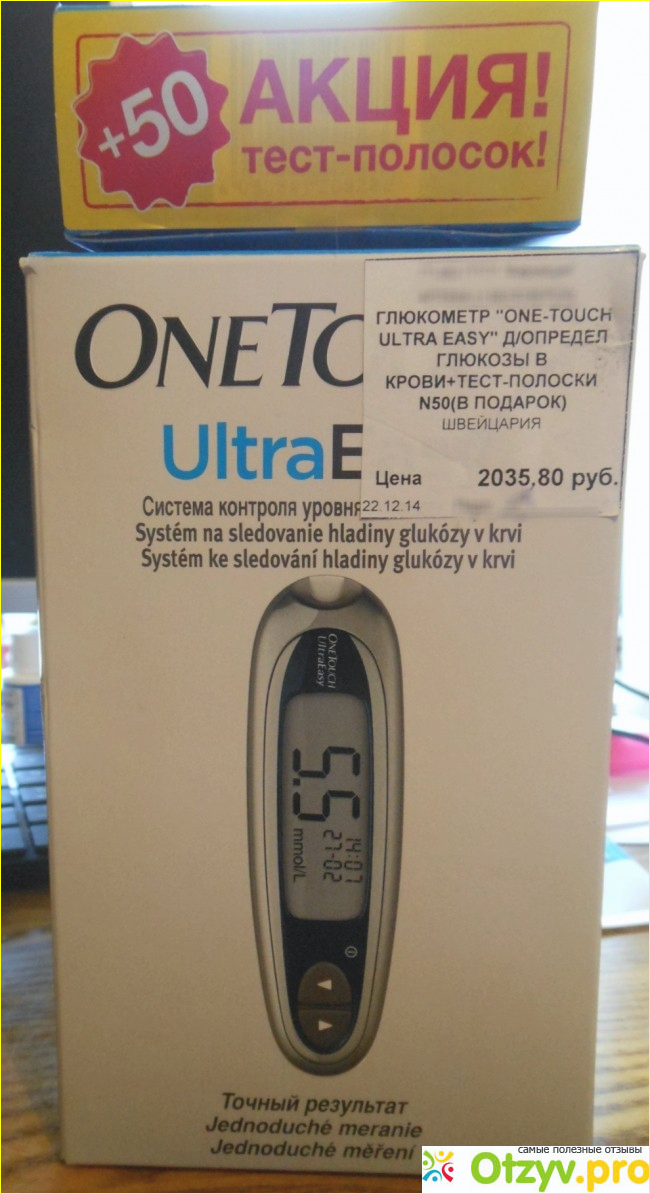 +50
АКЦИЯ!
тест-полосок!
ONETO
UltraE
ГЛЮКОМЕТР "ONE-TOUCH
ULTRA EASY" Д/ОПРЕДЕЛ
ГЛЮКОЗЫ В
КРОВИ+ТЕСТ-ПОЛОСКИ
N50(В ПОДАРОК)
ШВЕЙЦАРИЯ
Цена 2035,80 руб.
22.12.14
Система контроля уровня
Systém na sledovanie hladiny glukózy v krvi
Systém ke sledování hladiny glukózy v krvi
ONETOUCH
UltraEasy
5.5
mmol/L
14:07
27-02
Точный результат
Jednoduché meranie
Jednoduché měření
самые полезные отзывы
Otzyv.pro